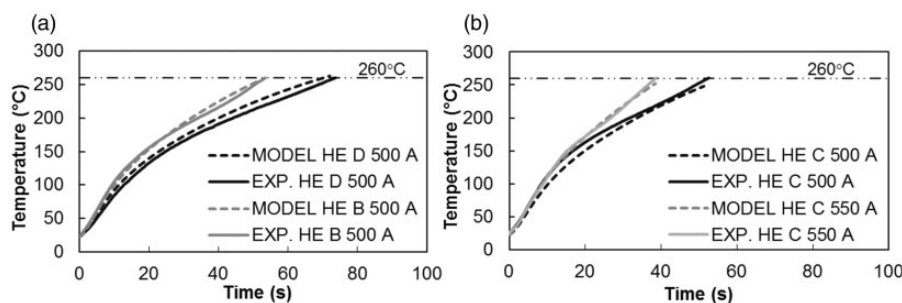 (a)
300
250
200
150
100
50
0
Temperature (°C)
260°C
MODEL HE D 500 A
EXP. HE D 500 A
MODEL HE B 500 A
EXP. HE B 500 A
0 20 40 60 80 100
Time (s)
(b)
300
250
200
150
100
50
0
Temperature (°C)
260°C
MODEL HE C 500 A
EXP. HE C 500 A
MODEL HE C 550 A
EXP. HE C 550 A
0 20 40 60 80 100
Time (s)